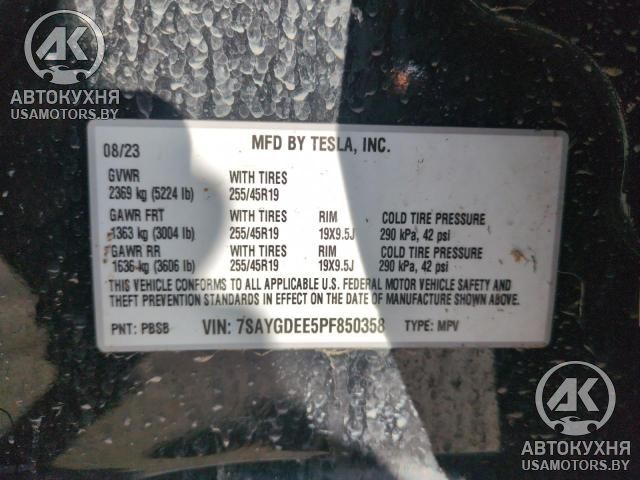 АК
АВТОКУХНЯ
USAMOTORS.BY
08/23 MFD BY TESLA, INC.
GVWR WITH TIRES
2369 kg (5224 lb) 255/45R19
GAWR FRT WITH TIRES RIM COLD TIRE PRESSURE
1363 kg (3004 lb) 255/45R19 19X9.5J 290 kPa, 42 psi
GAWR RR WITH TIRES RIM COLD TIRE PRESSURE
1636 kg (3606 lb) 255/45R19 19X9.5J 290 kPa, 42 psi
THIS VEHICLE CONFORMS TO ALL APPLICABLE U.S. FEDERAL MOTOR VEHICLE SAFETY AND
THEFT PREVENTION STANDARDS IN EFFECT ON THE DATE OF MANUFACTURE SHOWN ABOVE.
PNT: PBSB VIN: 7SAYGDEE5PF850358 TYPE: MPV
АК
АВТОКУХНЯ
USAMOTORS.BY